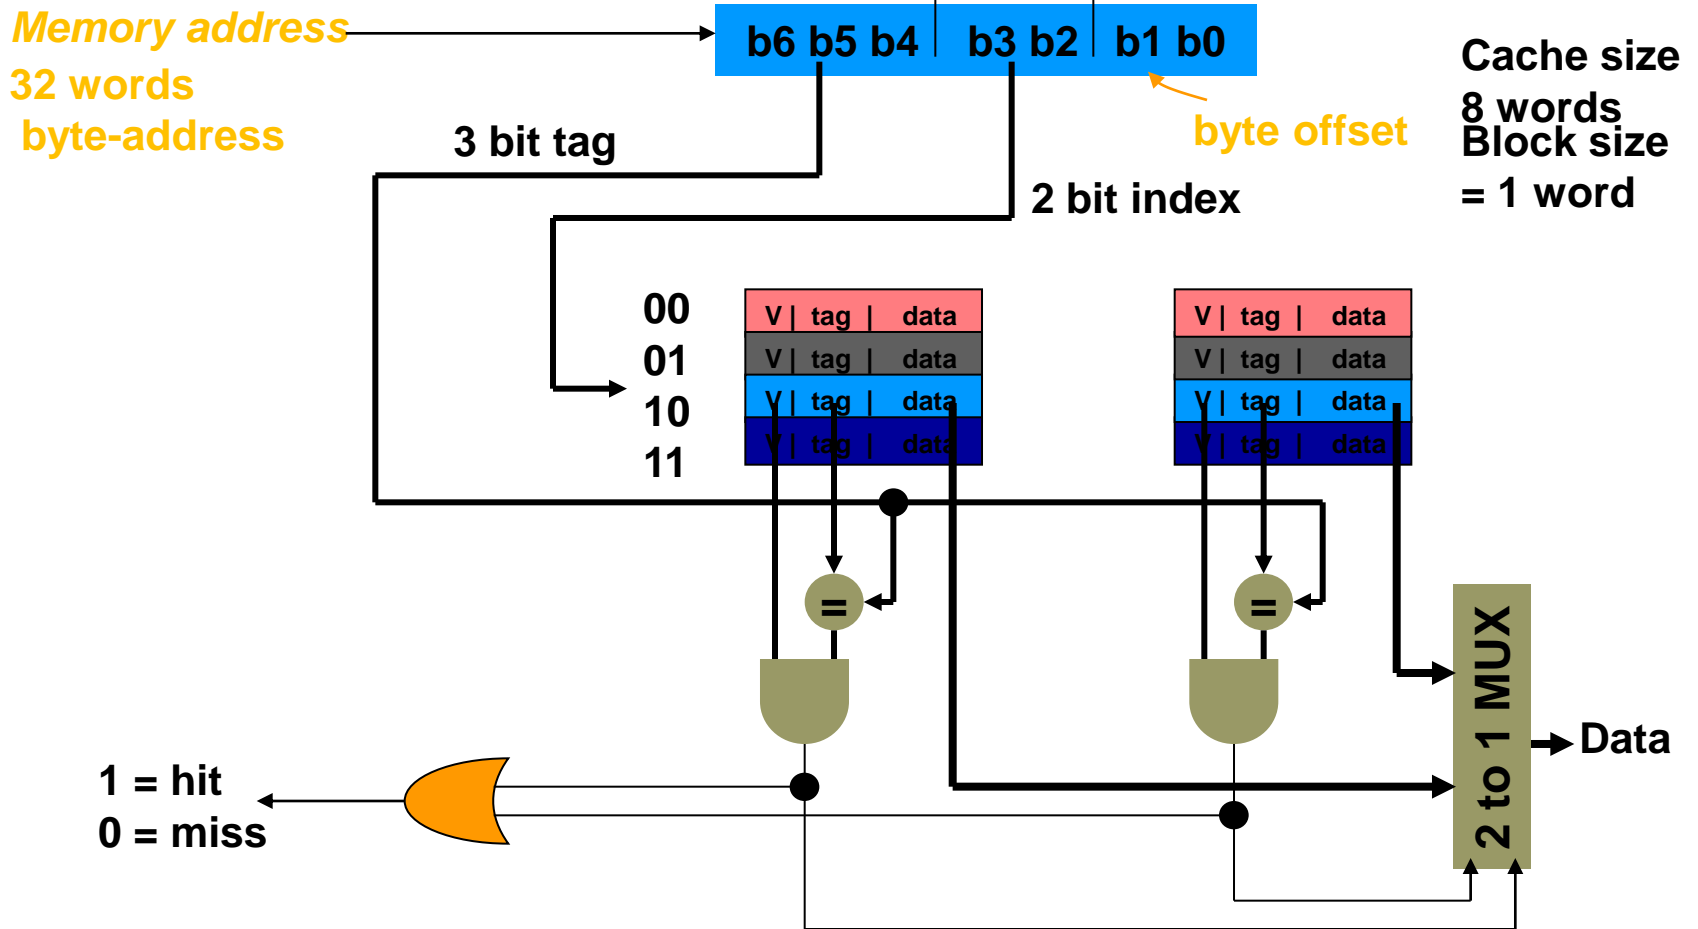 Memory address
32 words
byte-address
b6 b5 b4 b3 b2 b1 b0
byte offset
Cache size
8 words
Block size
= 1 word
3 bit tag
2 bit index
00
01
10
11
V | tag | data
V | tag | data
V | tag | data
V | tag | data
V | tag | data
V | tag | data
V | tag | data
V | tag | data
=
=
2 to 1 MUX
Data
1 = hit
0 = miss